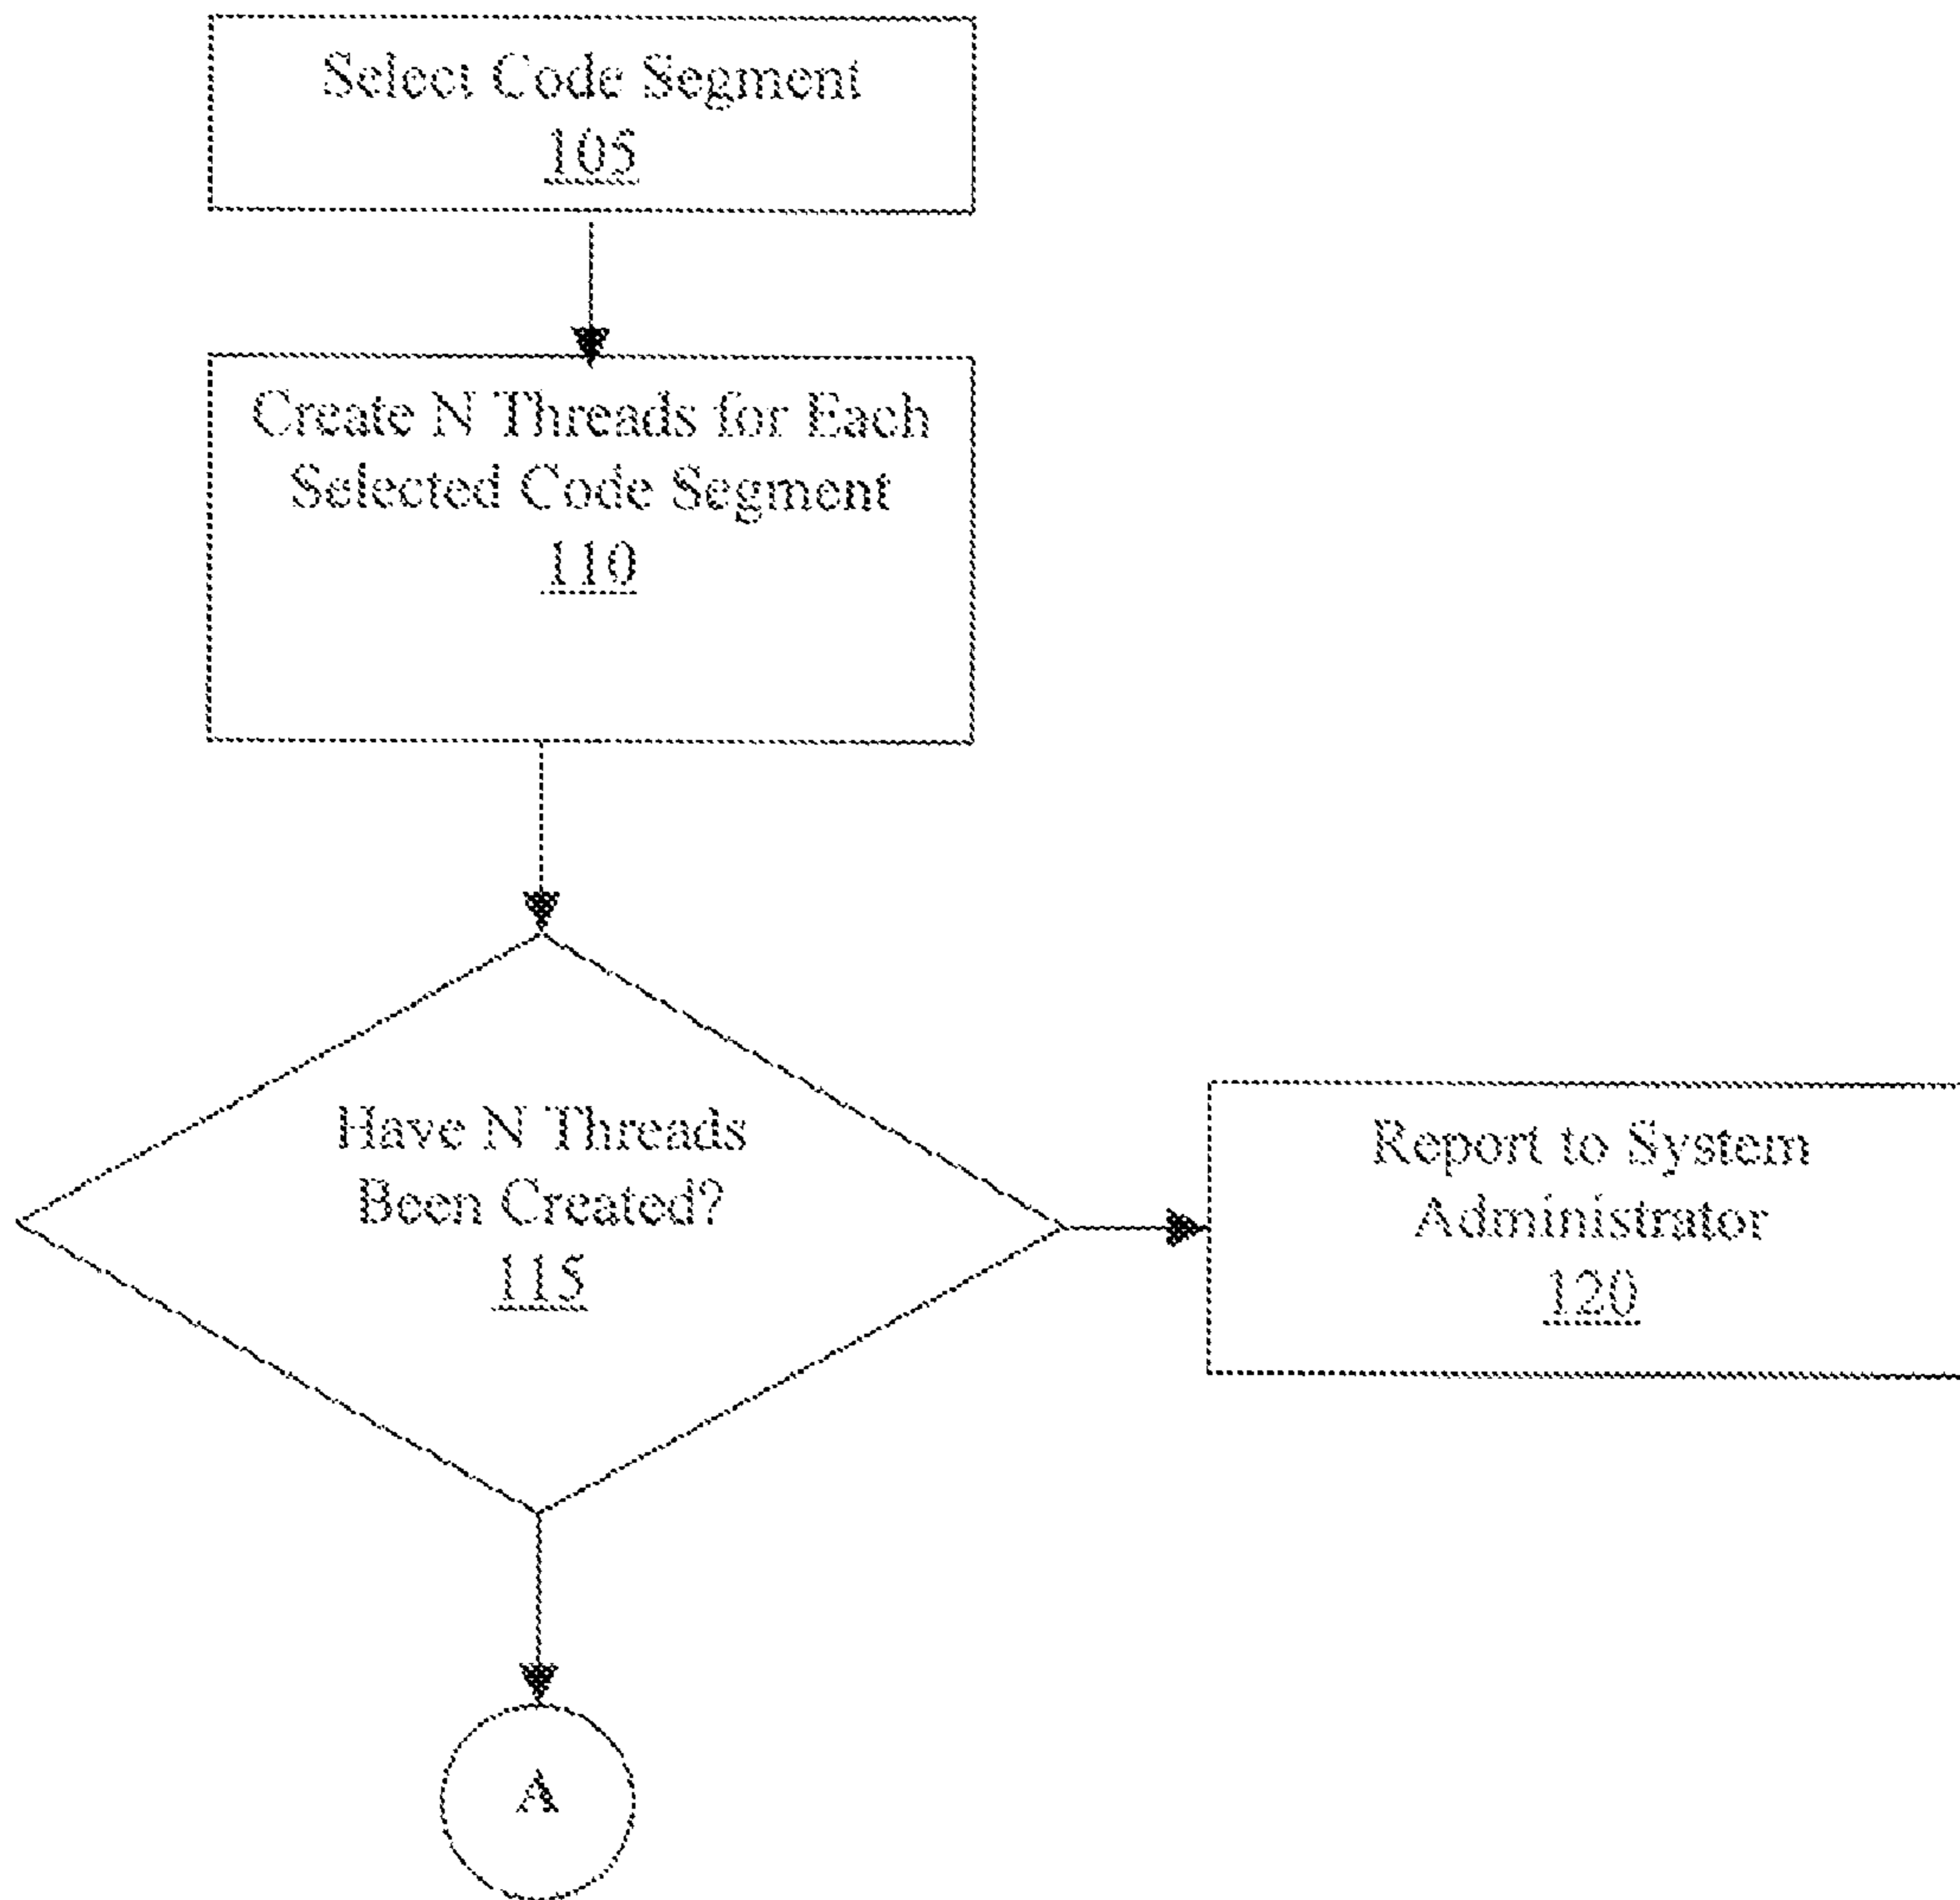 Select Code Segment
105
Create N Threads for Each
Selected Code Segment
110
Have N Threads
Been Created?
115
Report to System
Administrator
120
A